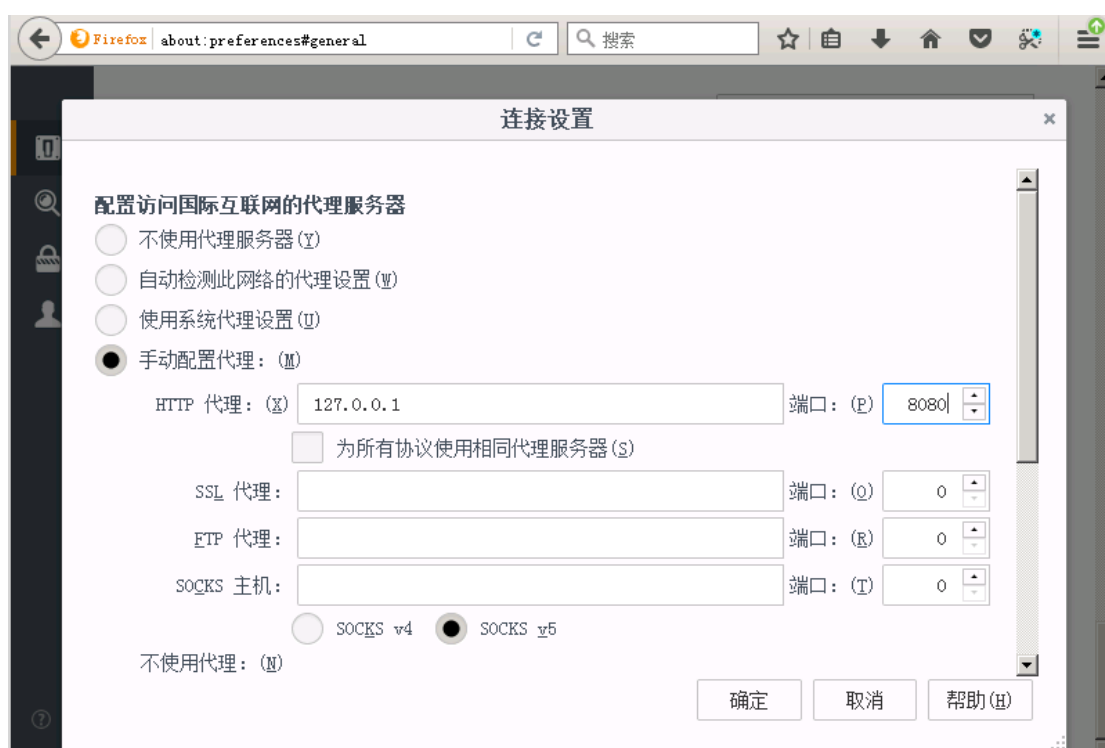 Firefox about:preferences#general 搜索
连接设置 ×
配置访问国际互联网的代理服务器
不使用代理服务器(Y)
自动检测此网络的代理设置(W)
使用系统代理设置(U)
手动配置代理：(M)
HTTP 代理：(X) 127.0.0.1 端口：(P) 8080
为所有协议使用相同代理服务器(S)
SSL 代理： 端口：(O) 0
FTP 代理： 端口：(R) 0
SOCKS 主机： 端口：(T) 0
SOCKS v4 SOCKS v5
不使用代理：(N)
确定 取消 帮助(H)